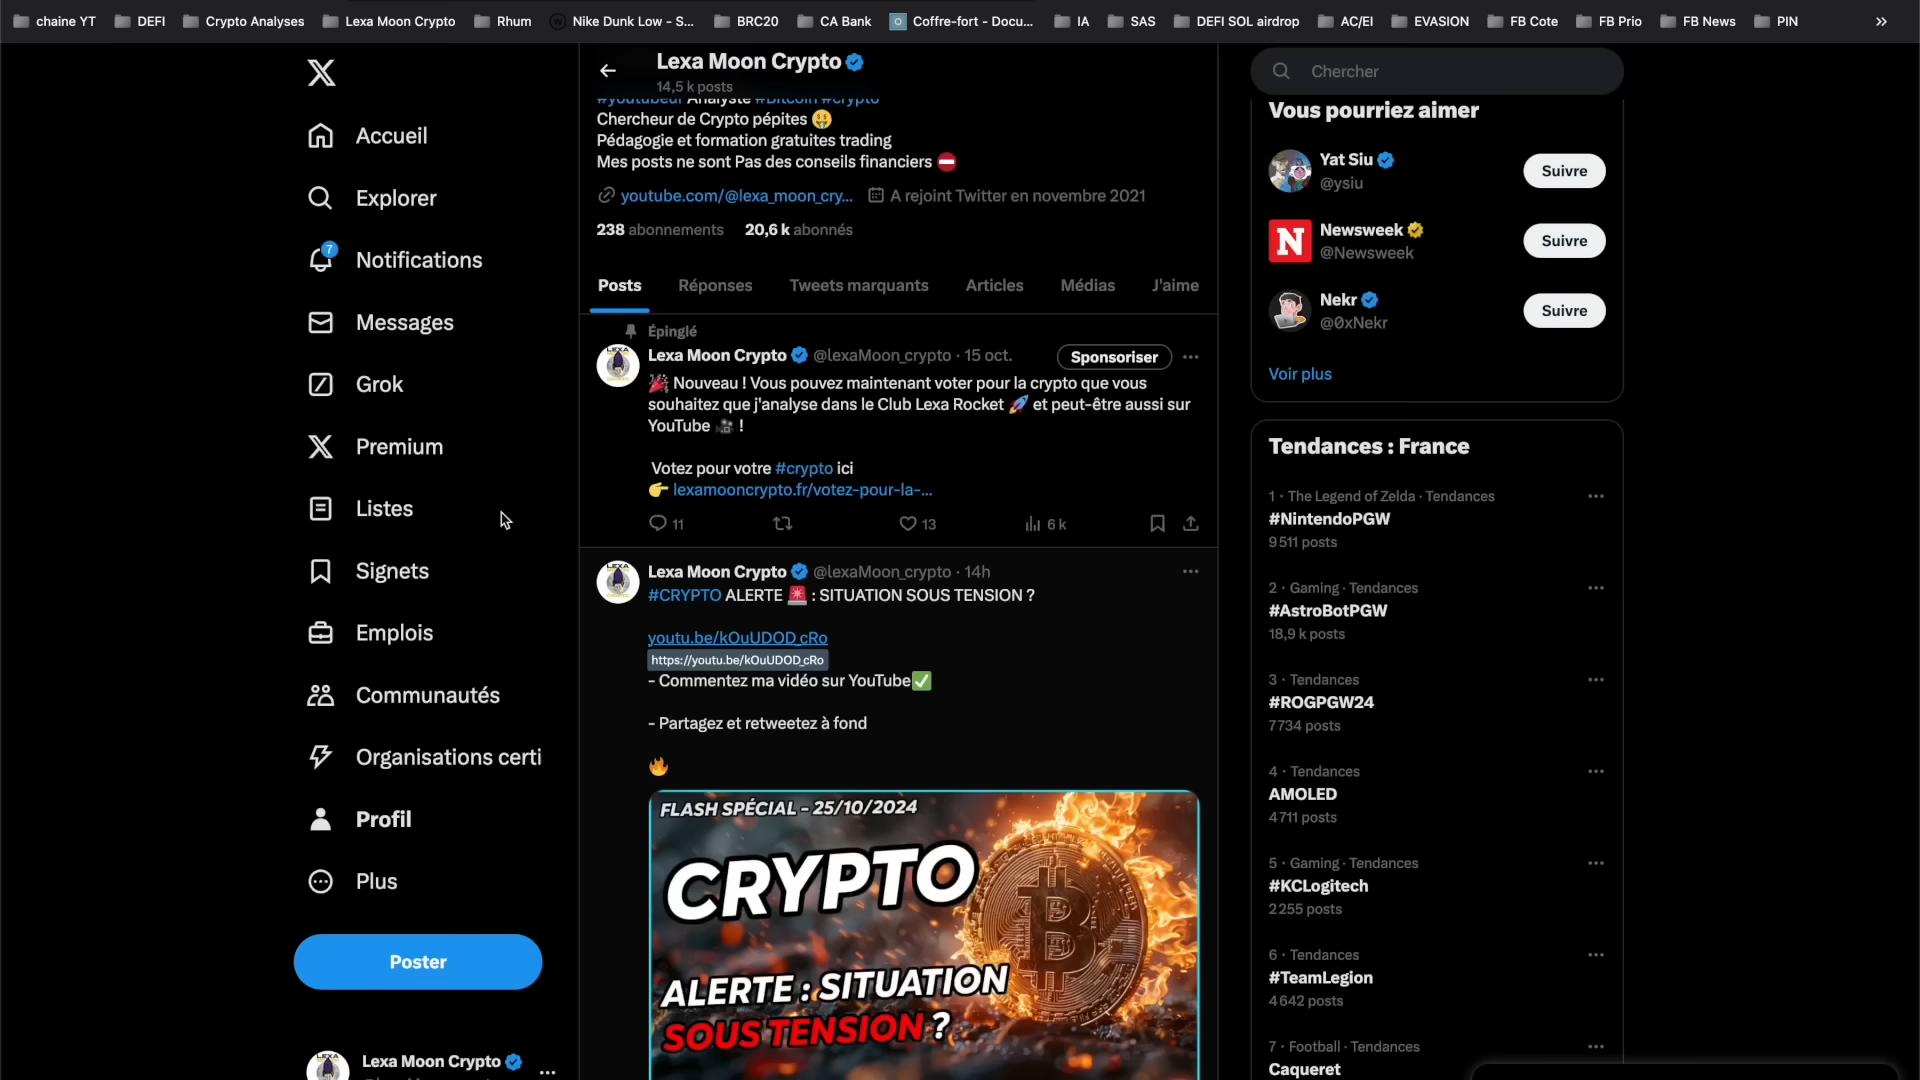 chaine YT DEFI Crypto Analyses Lexa Moon Crypto Rhum Nike Dunk Low - S... BRC20 CA Bank Coffre-fort - Docu... IA SAS DEFI SOL airdrop AC/EI EVASION FB Cote FB Prio FB News PIN »
Accueil
Explorer
7
Notifications
Messages
Grok
Premium
Listes
Signets
Emplois
Communautés
Organisations certi
Profil
Plus
Poster
Lexa Moon Crypto
Lexa Moon Crypto
14,5 k posts
#youtubeur Analyste #Bitcoin #crypto
Chercheur de Crypto pépites 🤑
Pédagogie et formation gratuites trading
Mes posts ne sont Pas des conseils financiers ⛔
youtube.com/@lexa_moon_cry... A rejoint Twitter en novembre 2021
238 abonnements 20,6 k abonnés
Posts Réponses Tweets marquants Articles Médias J'aime
Épinglé
Lexa Moon Crypto @lexaMoon_crypto · 15 oct. Sponsoriser
🎉 Nouveau ! Vous pouvez maintenant voter pour la crypto que vous
souhaitez que j'analyse dans le Club Lexa Rocket 🚀 et peut-être aussi sur
YouTube 🎥 !
Votez pour votre #crypto ici
👉 lexamooncrypto.fr/votez-pour-la-...
11 13 6 k
Lexa Moon Crypto @lexaMoon_crypto · 14h
#CRYPTO ALERTE 🚨 : SITUATION SOUS TENSION ?
youtu.be/kOuUDOD_cRo
https://youtu.be/kOuUDOD_cRo
- Commentez ma vidéo sur YouTube✅
- Partagez et retweetez à fond
🔥
FLASH SPÉCIAL - 25/10/2024
CRYPTO
ALERTE : SITUATION
SOUS TENSION ?
Chercher
Vous pourriez aimer
Yat Siu
@ysiu
Suivre
Newsweek
@Newsweek
Suivre
Nekr
@0xNekr
Suivre
Voir plus
Tendances : France
1 · The Legend of Zelda · Tendances
#NintendoPGW
9 511 posts
2 · Gaming · Tendances
#AstroBotPGW
18,9 k posts
3 · Tendances
#ROGPGW24
7 734 posts
4 · Tendances
AMOLED
4 711 posts
5 · Gaming · Tendances
#KCLogitech
2 255 posts
6 · Tendances
#TeamLegion
4 642 posts
7 · Football · Tendances
Caqueret